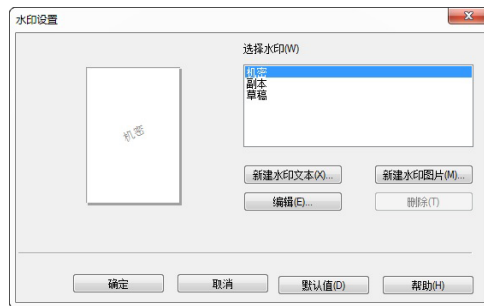 水印设置
选择水印(W)
机密
副本
草稿
机密
新建水印文本(X)...
新建水印图片(M)...
编辑(E)...
删除(T)
确定
取消
默认值(D)
帮助(H)